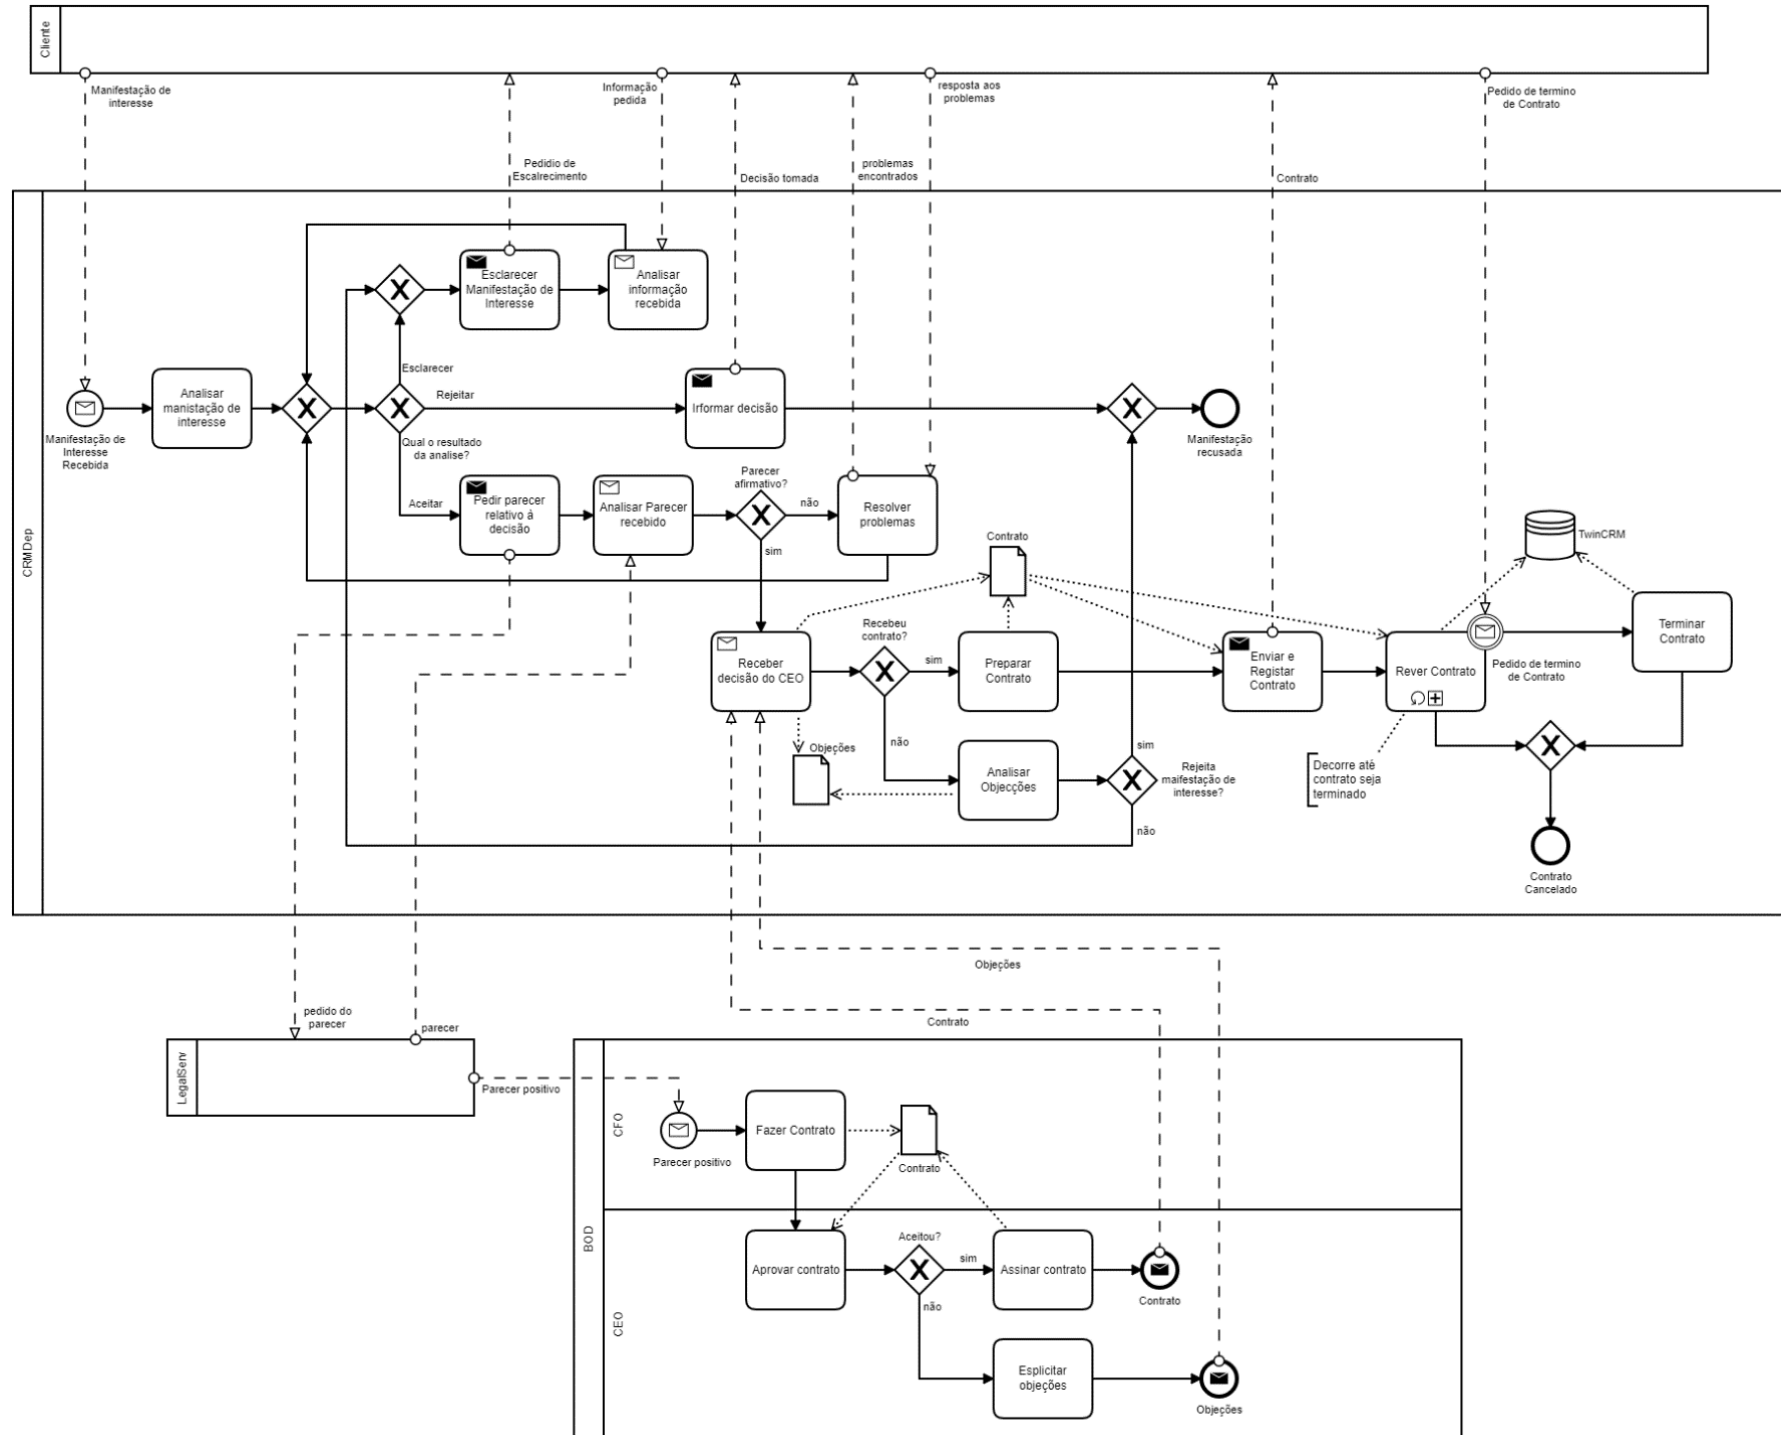 Cliente
Manifestação de
interesse
Informação
pedida
resposta aos
problemas
Pedido de termino
de Contrato
Pedidio de
Escalrecimento
Decisão tomada
problemas
encontrados
Contrato
CRMDep
Esclarecer
Manifestação de
Interesse
Analisar
informação
recebida
Esclarecer
Analisar
manistação de
interesse
Rejeitar
Irformar decisão
Manifestação de
Interesse
Recebida
Qual o resultado
da analise?
Manifestação
recusada
Aceitar
Pedir parecer
relativo á
decisão
Analisar Parecer
recebido
Parecer
afirmativo?
não
sim
Resolver
problemas
Contrato
TwinCRM
Receber
decisão do CEO
Recebeu
contrato?
sim
não
Preparar
Contrato
Enviar e
Registar
Contrato
Rever Contrato
Pedido de termino
de Contrato
Terminar
Contrato
Objeções
Analisar
Objecções
sim
Rejeita
maifestação de
interesse?
não
Decorre até
contrato seja
terminado
Contrato
Cancelado
Objeções
Contrato
pedido do
parecer
parecer
LegalServ
Parecer positivo
BOD
CFO
Parecer positivo
Fazer Contrato
Contrato
CEO
Aprovar contrato
Aceitou?
sim
não
Assinar contrato
Contrato
Esplicitar
objeções
Objeções